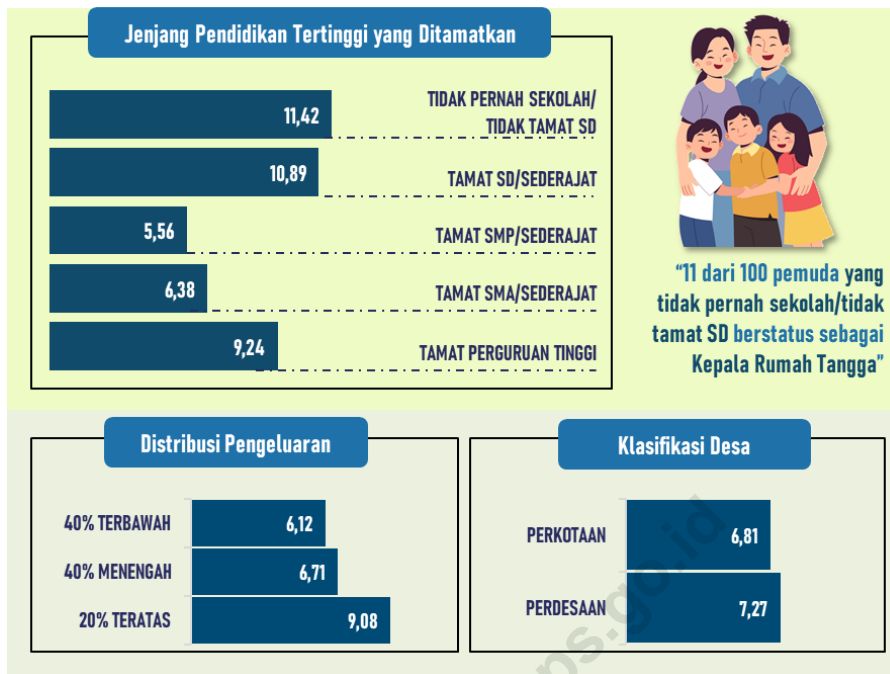 Jenjang Pendidikan Tertinggi yang Ditamatkan
11,42
TIDAK PERNAH SEKOLAH/
TIDAK TAMAT SD
10,89
TAMAT SD/SEDERAJAT
5,56
TAMAT SMP/SEDERAJAT
6,38
TAMAT SMA/SEDERAJAT
9,24
TAMAT PERGURUAN TINGGI
“11 dari 100 pemuda yang
tidak pernah sekolah/tidak
tamat SD berstatus sebagai
Kepala Rumah Tangga”
Distribusi Pengeluaran
40% TERBAWAH
6,12
40% MENENGAH
6,71
20% TERATAS
9,08
Klasifikasi Desa
PERKOTAAN
6,81
PERDESAAN
7,27
ps.go.id